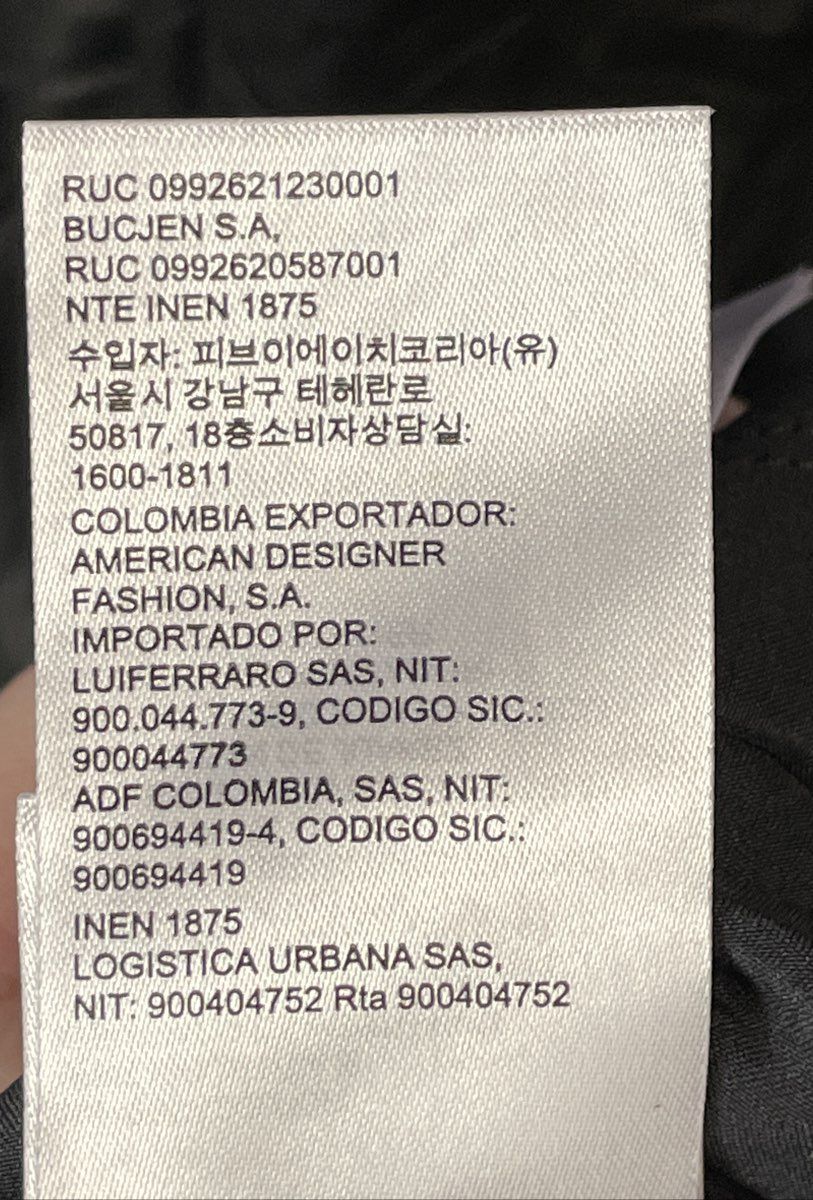 RUC 0992621230001
BUCJEN S.A,
RUC 0992620587001
NTE INEN 1875
수입자: 피브이에이치코리아(유)
서울시 강남구 테헤란로
50817, 18층소비자상담실:
1600-1811
COLOMBIA EXPORTADOR:
AMERICAN DESIGNER
FASHION, S.A.
IMPORTADO POR:
LUIFERRARO SAS, NIT:
900.044.773-9, CODIGO SIC.:
900044773
ADF COLOMBIA, SAS, NIT:
900694419-4, CODIGO SIC.:
900694419
INEN 1875
LOGISTICA URBANA SAS,
NIT: 900404752 Rta 900404752